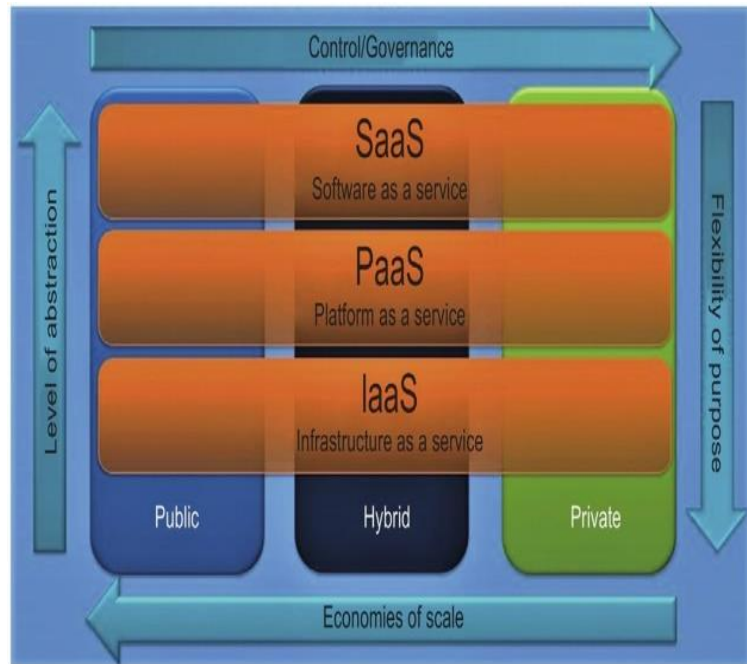 Control/Governance
SaaS
Software as a service
Level of abstraction
PaaS
Platform as a service
Flexibility of purpose
IaaS
Infrastructure as a service
Public
Hybrid
Private
Economies of scale